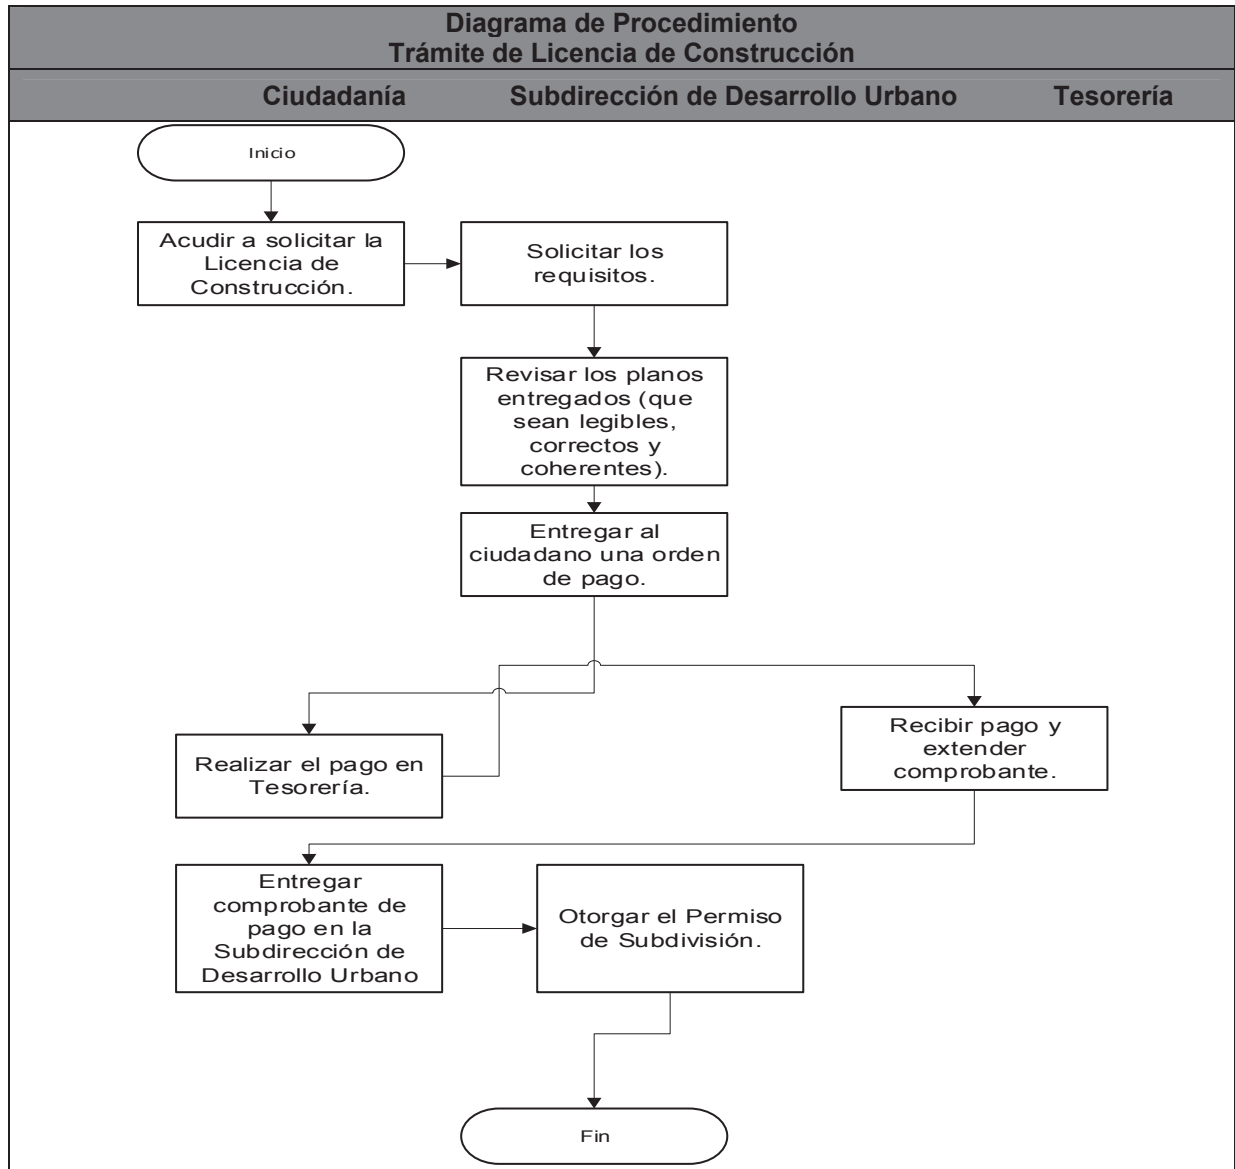 Diagrama de Procedimiento
Trámite de Licencia de Construcción
Ciudadanía Subdirección de Desarrollo Urbano Tesorería
Inicio
Acudir a solicitar la
Licencia de
Construcción.
Solicitar los
requisitos.
Revisar los planos
entregados (que
sean legibles,
correctos y
coherentes).
Entregar al
ciudadano una orden
de pago.
Realizar el pago en
Tesorería.
Recibir pago y
extender
comprobante.
Entregar
comprobante de
pago en la
Subdirección de
Desarrollo Urbano
Otorgar el Permiso
de Subdivisión.
Fin